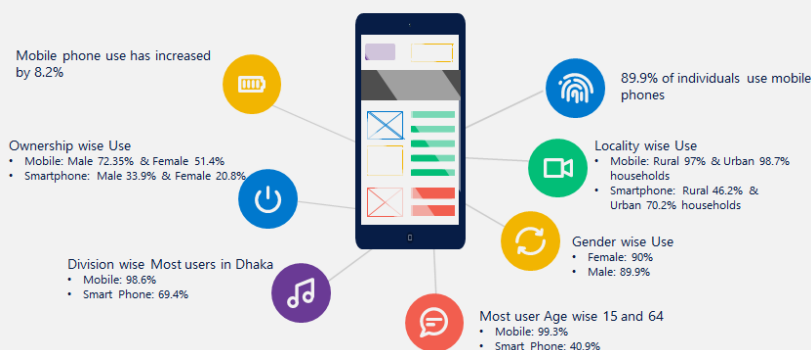 Mobile phone use has increased
by 8.2%
89.9% of individuals use mobile
phones
Ownership wise Use
• Mobile: Male 72.35% & Female 51.4%
• Smartphone: Male 33.9% & Female 20.8%
Locality wise Use
• Mobile: Rural 97% & Urban 98.7%
households
• Smartphone: Rural 46.2% &
Urban 70.2% households
Gender wise Use
• Female: 90%
• Male: 89.9%
Division wise Most users in Dhaka
• Mobile: 98.6%
• Smart Phone: 69.4%
Most user Age wise 15 and 64
• Mobile: 99.3%
• Smart Phone: 40.9%